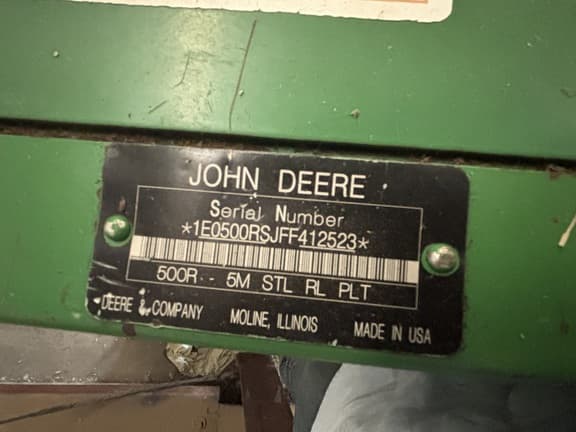 JOHN DEERE
Serial Number
*1E0500RSJFF412523*
500R - - 5M STL RL PLT
DEERE & COMPANY MOLINE, ILLINOIS MADE IN USA